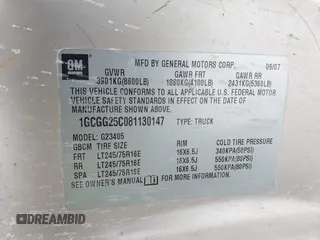 GM
MFD BY GENERAL MOTORS CORP. 09/07
GVWR GAWR FRT GAWR RR
3901KG(8600LB) 1860KG(4100LB) 2431KG(5360LB)
THIS VEHICLE CONFORMS TO ALL APPLICABLE U.S. FEDERAL MOTOR
VEHICLE SAFETY STANDARDS IN EFFECT ON THE DATE OF
MANUFACTURE SHOWN ABOVE.
1GCGG25C081130147 TYPE: TRUCK
MODEL: G23405
GBCM TIRE SIZE RIM COLD TIRE PRESSURE
FRT LT245/75R16E 16X6.5J 340KPA(50PSI)
RR LT245/75R16E 16X6.5J 550KPA(80PSI)
SPA LT245/75R16E 16X6.5J 550KPA(80PSI)
SEE OWNER'S MANUAL FOR ADDITIONAL INFORMATION.
DREAMBID